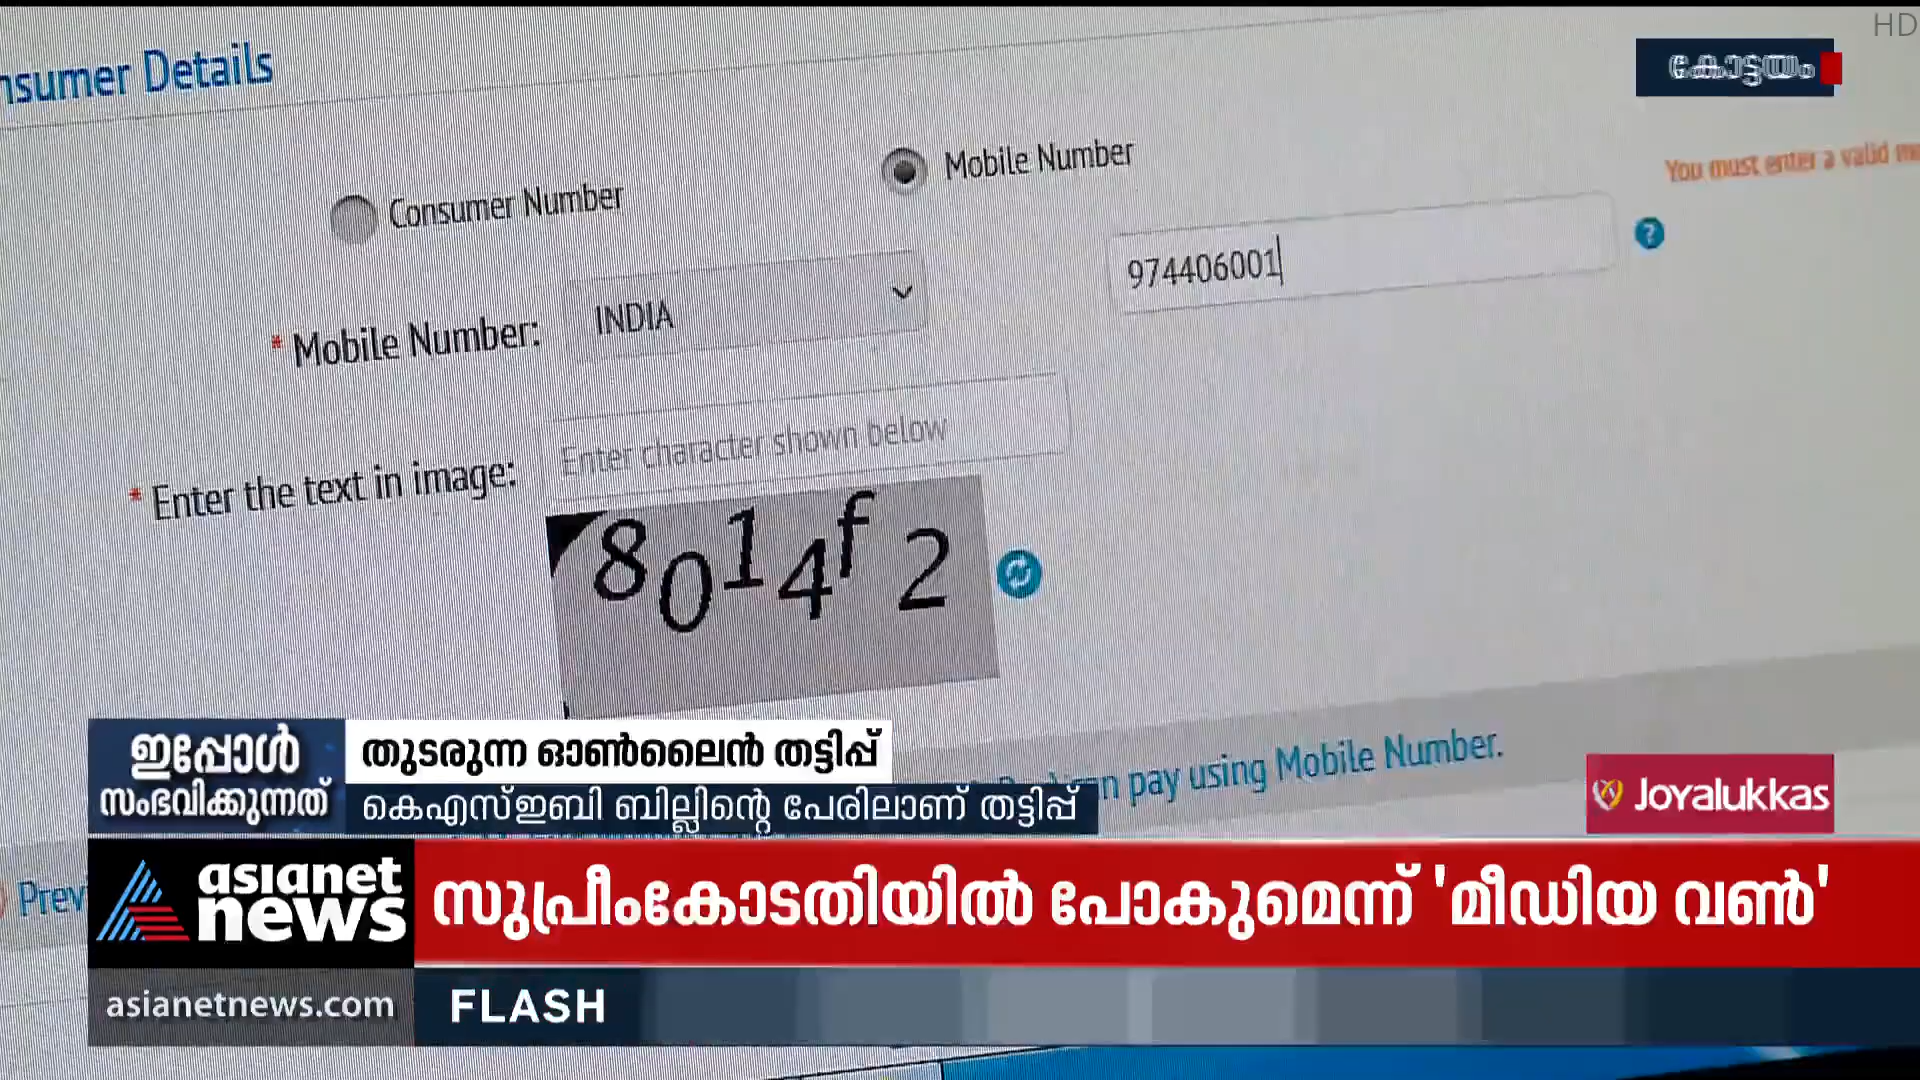 HD
കോട്ടയം
Details
Mobile Number
Consumer Number
You must enter a valid
974406001
* Mobile Number:
INDIA
Enter character shown below
* Enter the text in image:
8014f2
pay using Mobile Number.
ഇപ്പോൾ
സംഭവിക്കുന്നത്
തുടരുന്ന ഓൺലൈൻ തട്ടിപ്പ്
കെഎസ്ഇബി ബില്ലിന്റെ പേരിലാണ് തട്ടിപ്പ്
Joyalukkas
asianet
news
സുപ്രീംകോടതിയിൽ പോകുമെന്ന് 'മീഡിയ വൺ'
asianetnews.com
FLASH